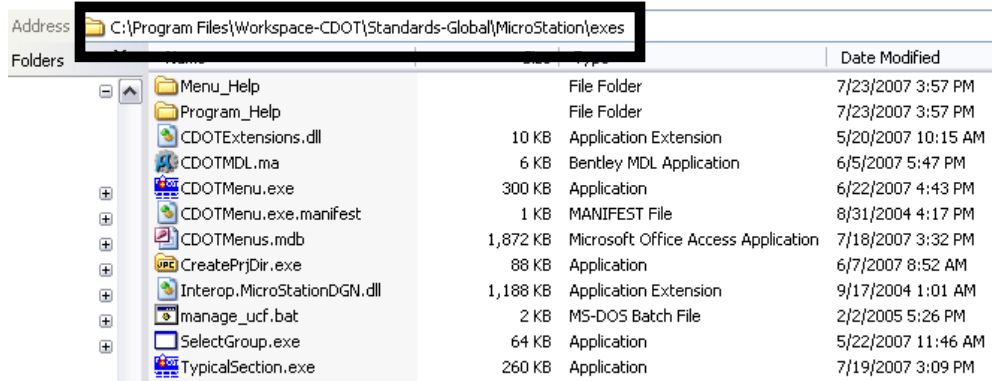 Address C:\Program Files\Workspace-CDOT\Standards-Global\MicroStation\exes
Folders Date Modified
Menu_Help File Folder 7/23/2007 3:57 PM
Program_Help File Folder 7/23/2007 3:57 PM
CDOTExtensions.dll 10 KB Application Extension 5/20/2007 10:15 AM
CDOTMDL.ma 6 KB Bentley MDL Application 6/5/2007 5:47 PM
CDOTMenu.exe 300 KB Application 6/22/2007 4:43 PM
CDOTMenu.exe.manifest 1 KB MANIFEST File 8/31/2004 4:17 PM
CDOTMenus.mdb 1,872 KB Microsoft Office Access Application 7/18/2007 3:32 PM
CreatePrjDir.exe 88 KB Application 6/7/2007 8:52 AM
Interop.MicroStationDGN.dll 1,188 KB Application Extension 9/17/2004 1:01 AM
manage_ucf.bat 2 KB MS-DOS Batch File 2/2/2005 5:26 PM
SelectGroup.exe 64 KB Application 5/22/2007 11:46 AM
TypicalSection.exe 260 KB Application 7/19/2007 3:09 PM